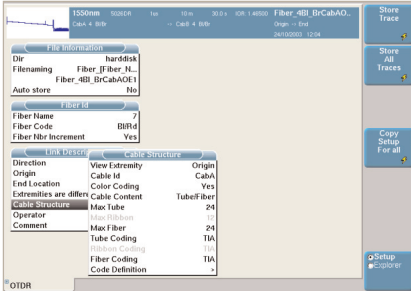 1550nm 5026DR 1ns 10 m 30.0 s IOR: 1.46500 Fiber_4Bl_BrCabAO..
CabA 4 Bl/Br -- CabB 4 Bl/Br Origin -- End
24/10/2003 12:04
Store Trace
Store All Traces
Copy Setup For all
Setup
Explorer
File Information
Dir harddisk
Filenaming Fiber_[Fiber_N...
Fiber_4Bl_BrCabAOE1
Auto store No
Fiber Id
Fiber Name 7
Fiber Code Bl/Rd
Fiber Nbr Increment Yes
Link Descri
Direction
Origin
End Location
Extremities are differe
Cable Structure
Operator
Comment
Cable Structure
View Extremity Origin
Cable Id CabA
Color Coding Yes
Cable Content Tube/Fiber
Max Tube 24
Max Ribbon 12
Max Fiber 24
Tube Coding TIA
Ribbon Coding TIA
Fiber Coding TIA
Code Definition >
OTDR